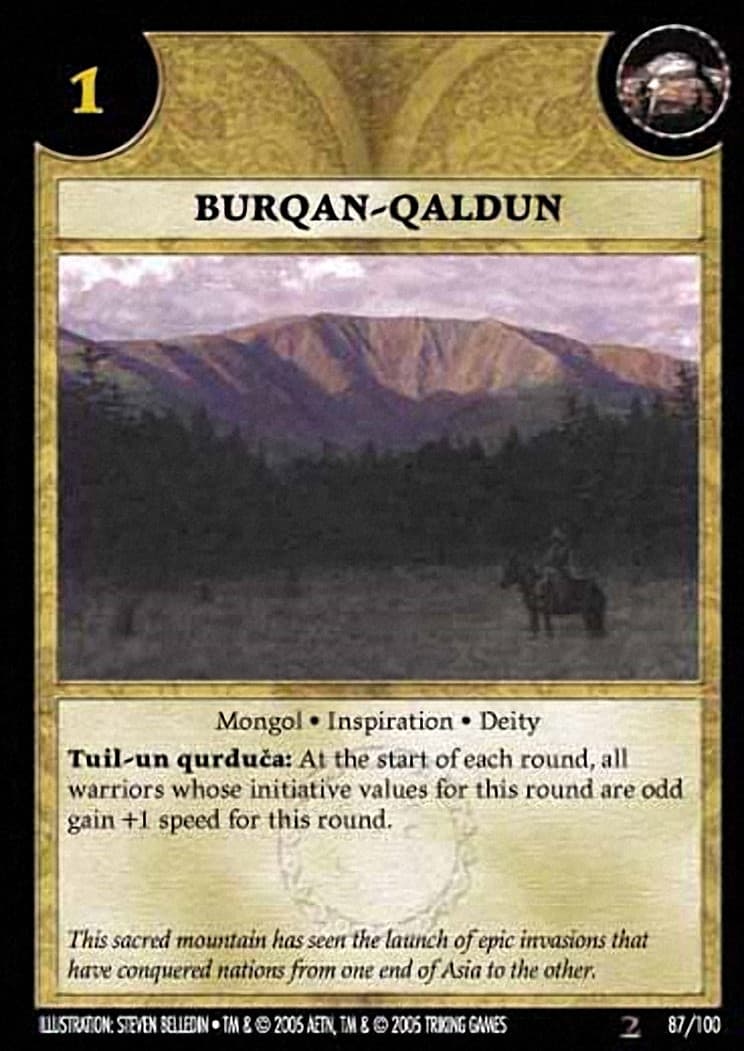 1
BURQAN-QALDUN
Mongol • Inspiration • Deity
Tuil-un qurduča: At the start of each round, all
warriors whose initiative values for this round are odd
gain +1 speed for this round.
This sacred mountain has seen the launch of epic invasions that
have conquered nations from one end of Asia to the other.
ILLUSTRATION: STEVEN BELLEDIN • TM & © 2005 AETN, TM & © 2005 TRIKING GAMES 2 87/100